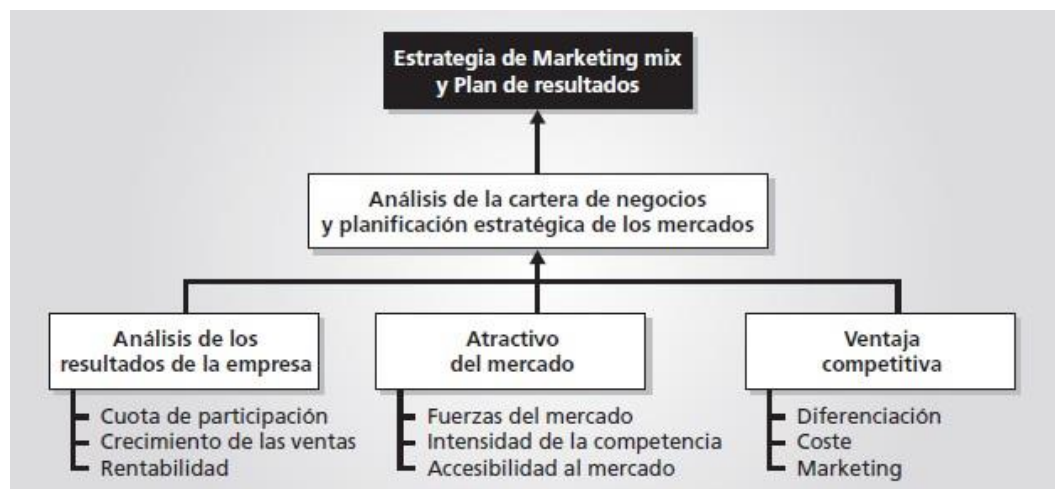 Estrategia de Marketing mix
y Plan de resultados
Análisis de la cartera de negocios
y planificación estratégica de los mercados
Análisis de los
resultados de la empresa
Cuota de participación
Crecimiento de las ventas
Rentabilidad
Atractivo
del mercado
Fuerzas del mercado
Intensidad de la competencia
Accesibilidad al mercado
Ventaja
competitiva
Diferenciación
Coste
Marketing